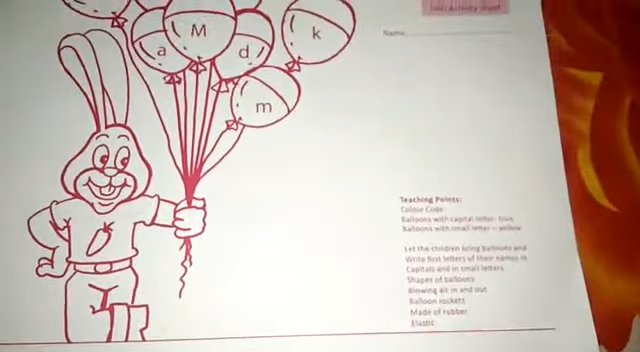 Activity Sheet
Name
M
a
d
k
m
Teaching Points:
Colour Code
Balloons with capital letter- blue
Balloons with small letter - yellow
Let the children bring balloons and
Write first letters of their names in
Capitals and in small letters
Shapes of balloons
Blowing air in and out
Balloon rockets
Made of rubber
Elastic